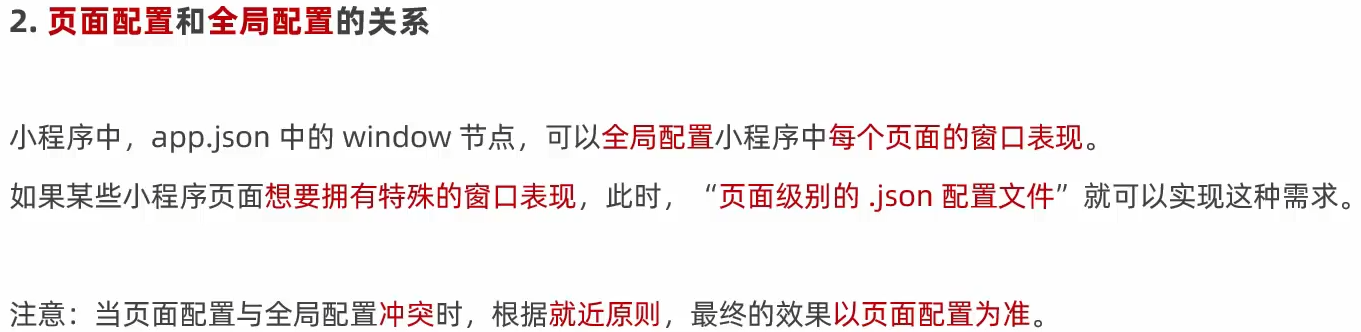 2. 页面配置和全局配置的关系
小程序中，app.json 中的 window 节点，可以全局配置小程序中每个页面的窗口表现。
如果某些小程序页面想要拥有特殊的窗口表现，此时，“页面级别的 .json 配置文件”就可以实现这种需求。
注意：当页面配置与全局配置冲突时，根据就近原则，最终的效果以页面配置为准。